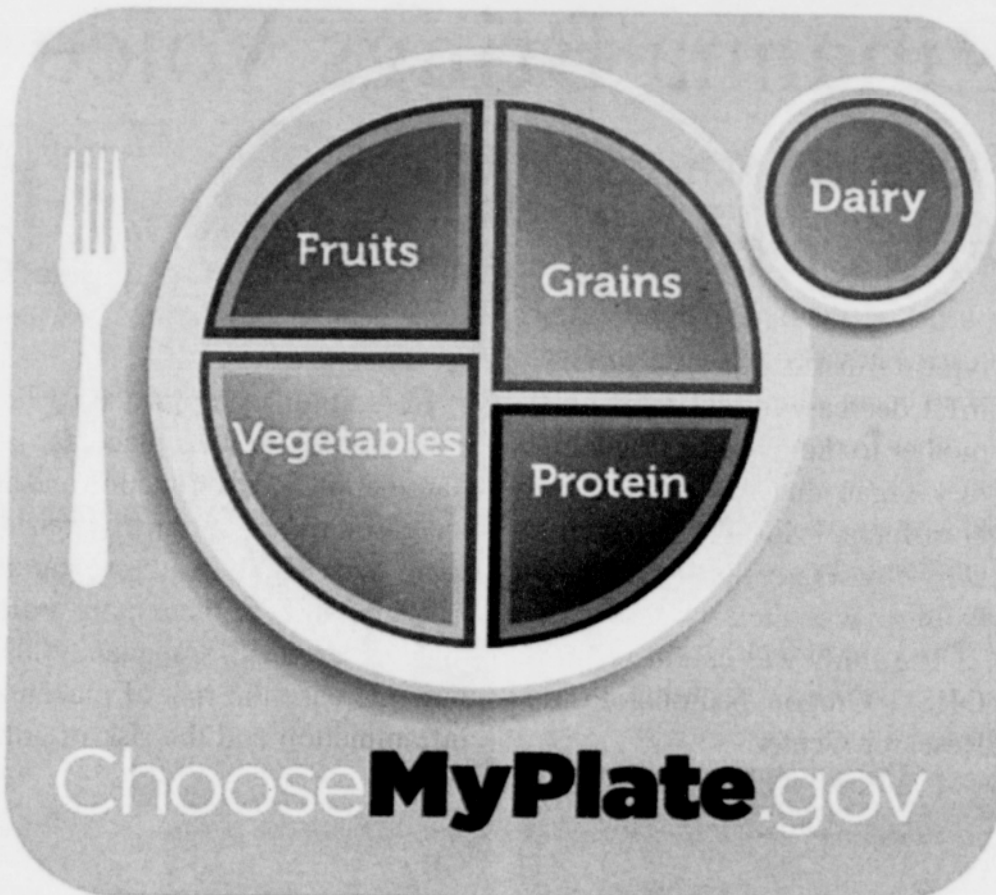 Fruits
Grains
Dairy
Vegetables
Protein
ChooseMyPlate.gov